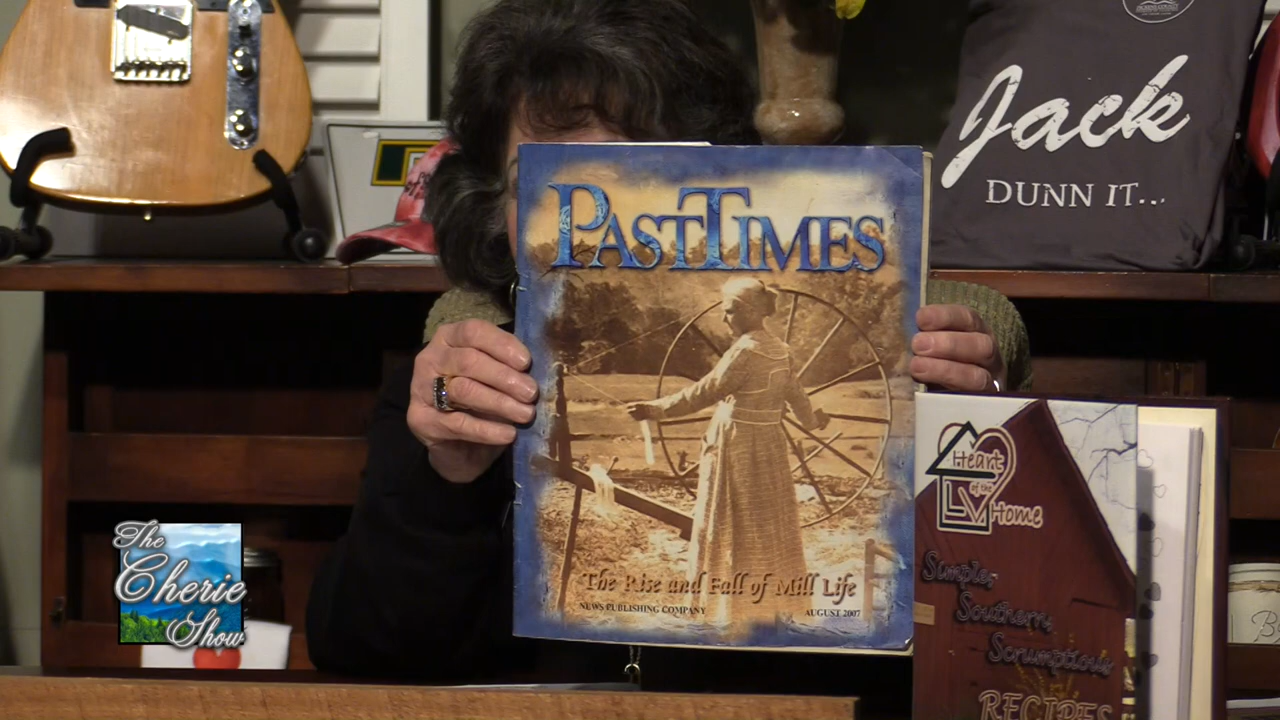 Jack
DUNN IT...
PASTTIMES
The Rise and Fall of Mill Life
NEWS PUBLISHING COMPANY
AUGUST 2007
Heart
of the
Home
Simple,
Southern,
Scrumptious
RECIPES
The
Cherie
Show